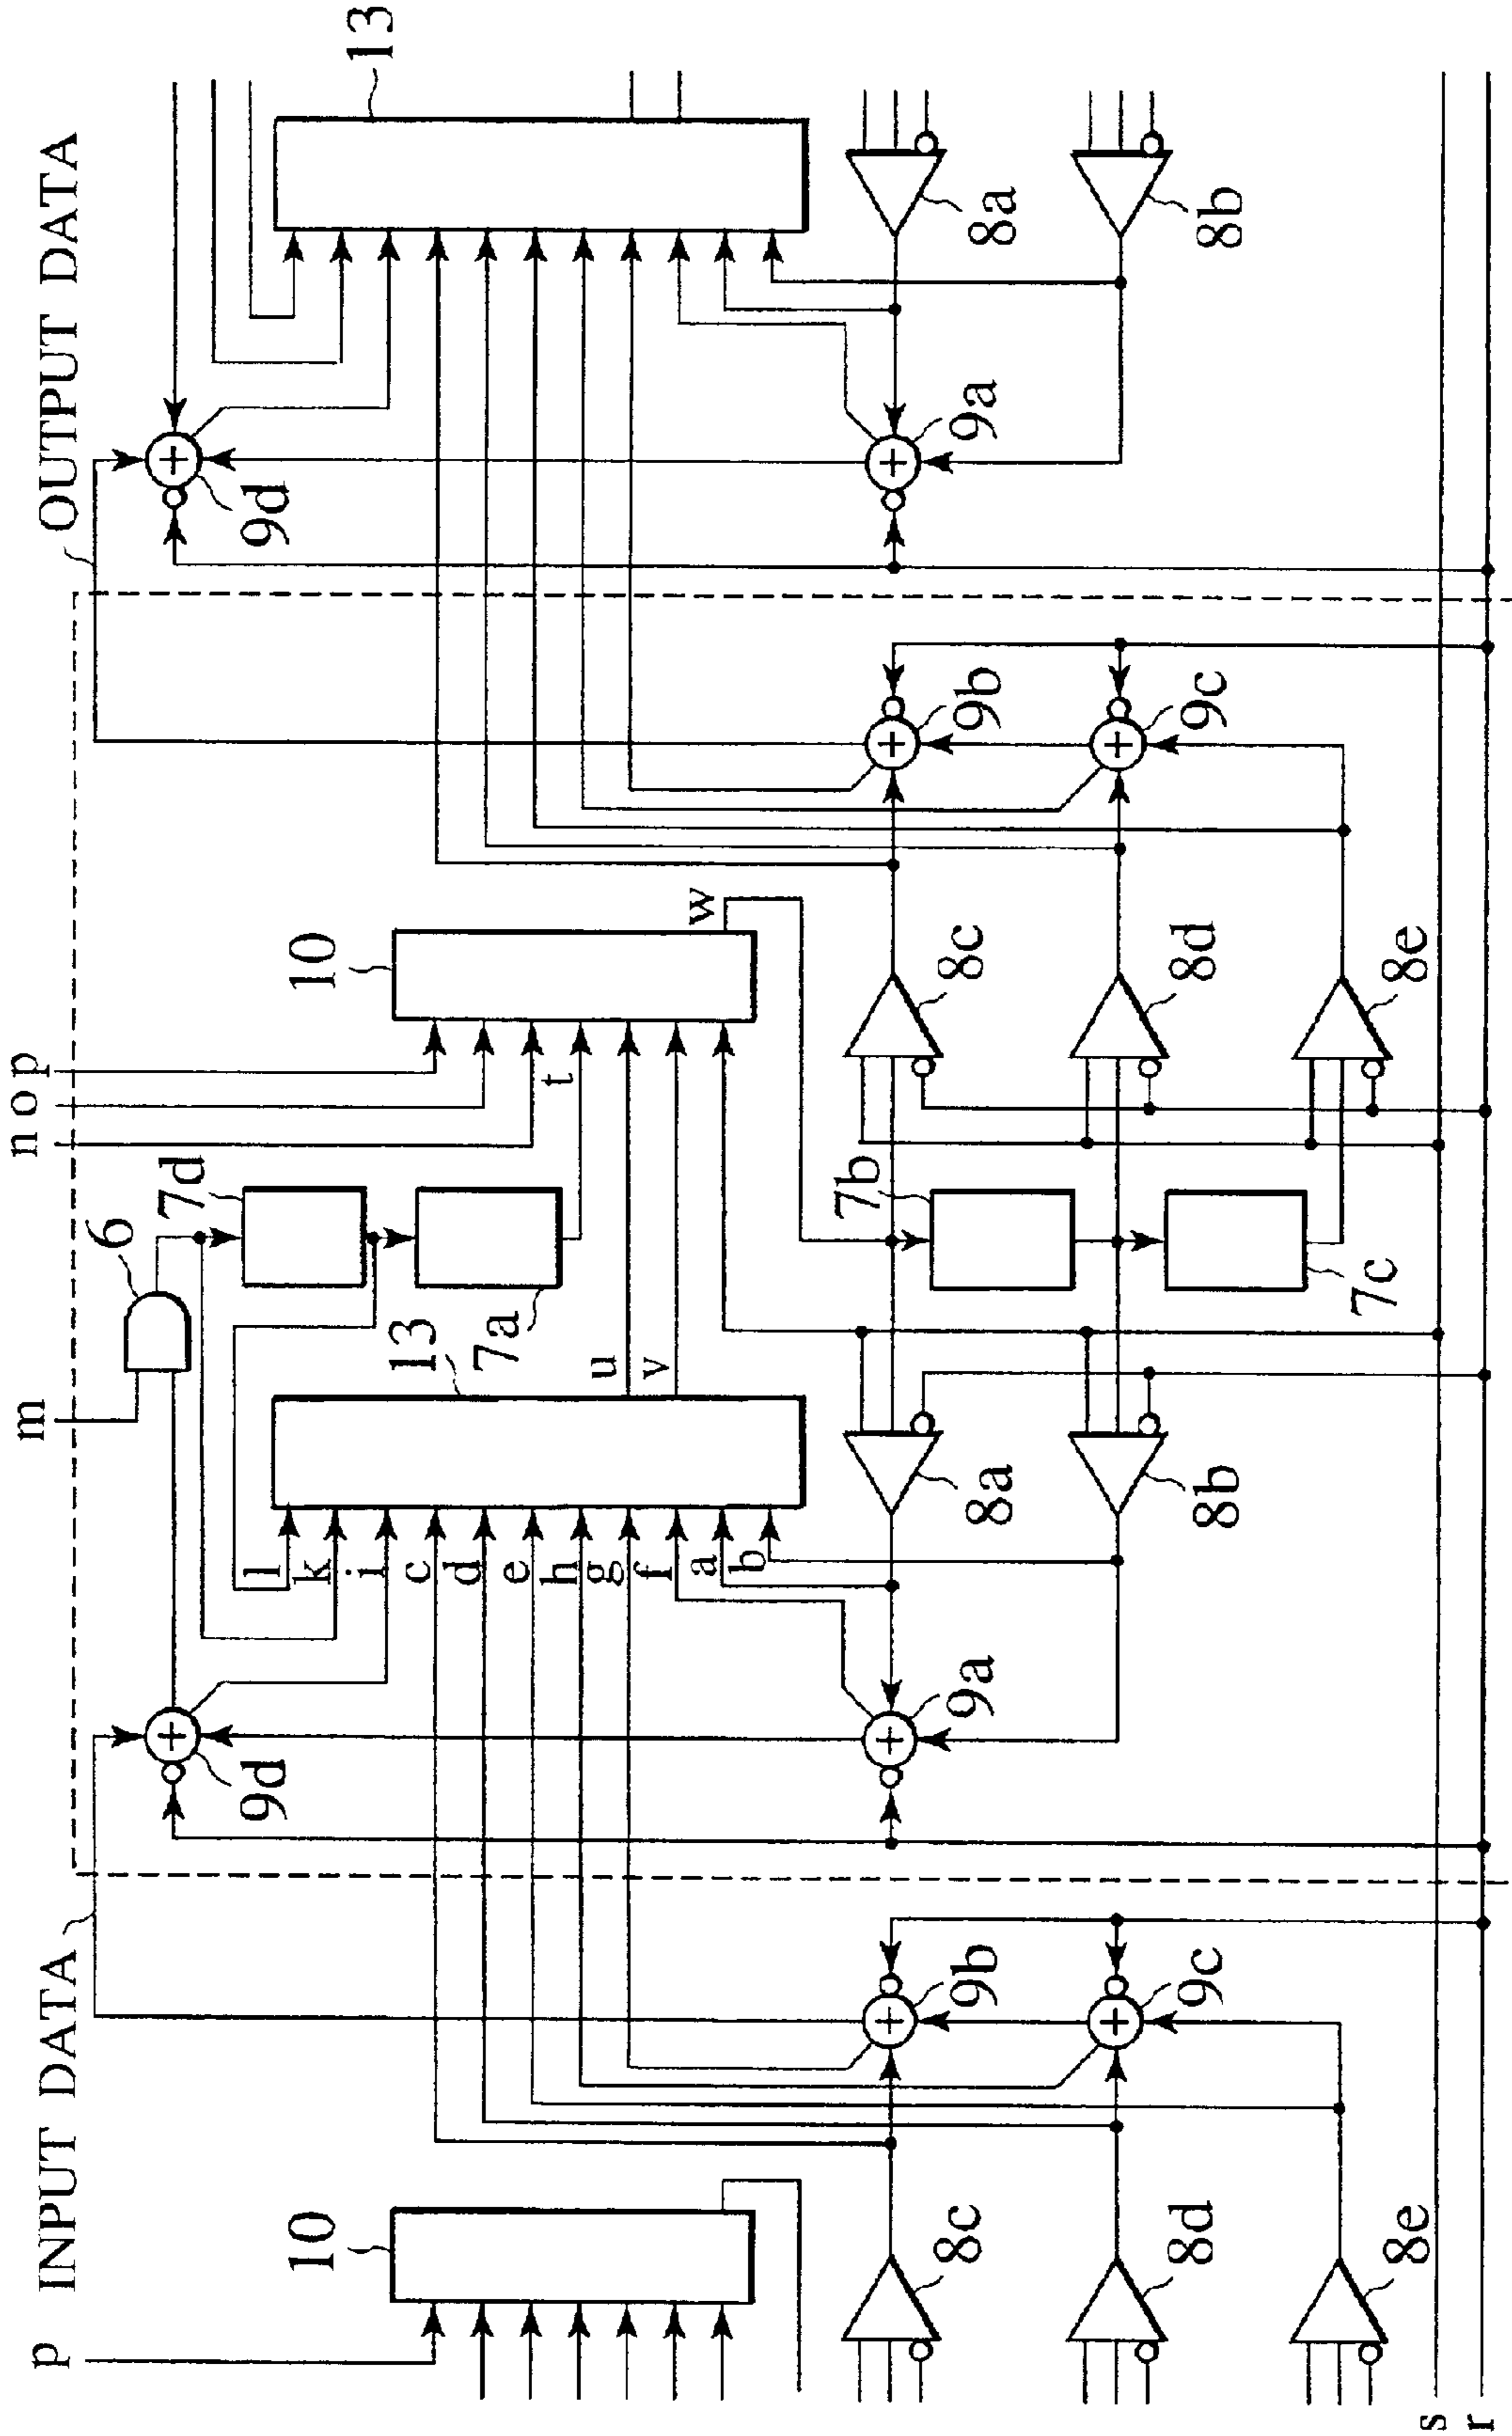 p
INPUT DATA
m
n o p
OUTPUT DATA
6
7d
13
9d
9d
10
13
10
l
k
i
c
d
e
h
g
f
a
b
7a
t
u
v
w
7b
8c
9b
9a
8a
8c
9b
9a
8a
8d
9c
8b
7c
8d
9c
8b
8e
8e
s
r